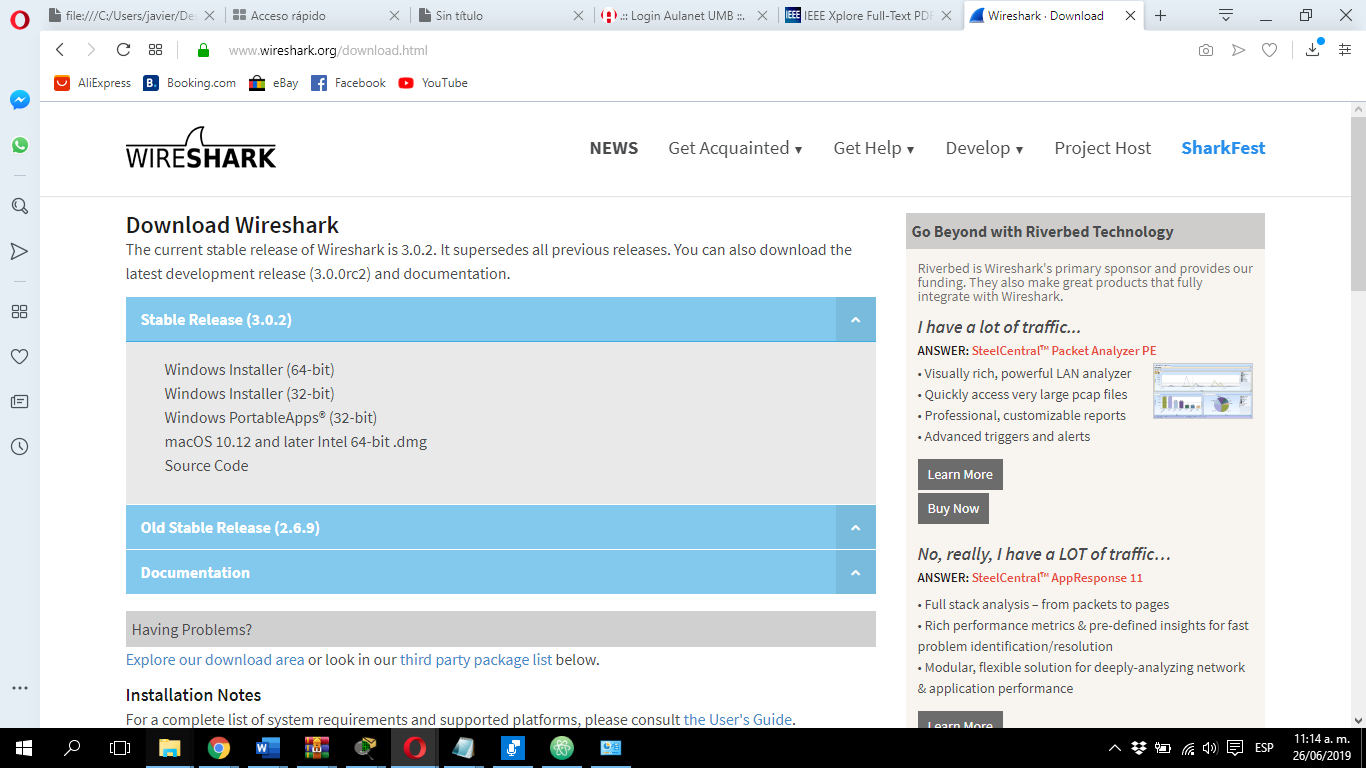 file:///C:/Users/javier/Des
Acceso rápido
Sin título
.:: Login Aulanet UMB ::.
IEEE Xplore Full-Text PDF
Wireshark · Download
www.wireshark.org/download.html
AliExpress
B. Booking.com
eBay
Facebook
YouTube
WIRESHARK
NEWS
Get Acquainted ▼
Get Help ▼
Develop ▼
Project Host
SharkFest
Download Wireshark
The current stable release of Wireshark is 3.0.2. It supersedes all previous releases. You can also download the
latest development release (3.0.0rc2) and documentation.
Stable Release (3.0.2)
Windows Installer (64-bit)
Windows Installer (32-bit)
Windows PortableApps® (32-bit)
macOS 10.12 and later Intel 64-bit .dmg
Source Code
Old Stable Release (2.6.9)
Documentation
Having Problems?
Explore our download area or look in our third party package list below.
Installation Notes
For a complete list of system requirements and supported platforms, please consult the User's Guide.
Go Beyond with Riverbed Technology
Riverbed is Wireshark's primary sponsor and provides our
funding. They also make great products that fully
integrate with Wireshark.
I have a lot of traffic...
ANSWER: SteelCentral™ Packet Analyzer PE
• Visually rich, powerful LAN analyzer
• Quickly access very large pcap files
• Professional, customizable reports
• Advanced triggers and alerts
Learn More
Buy Now
No, really, I have a LOT of traffic…
ANSWER: SteelCentral™ AppResponse 11
• Full stack analysis – from packets to pages
• Rich performance metrics & pre-defined insights for fast
problem identification/resolution
• Modular, flexible solution for deeply-analyzing network
& application performance
Learn More
ESP
11:14 a. m.
26/06/2019